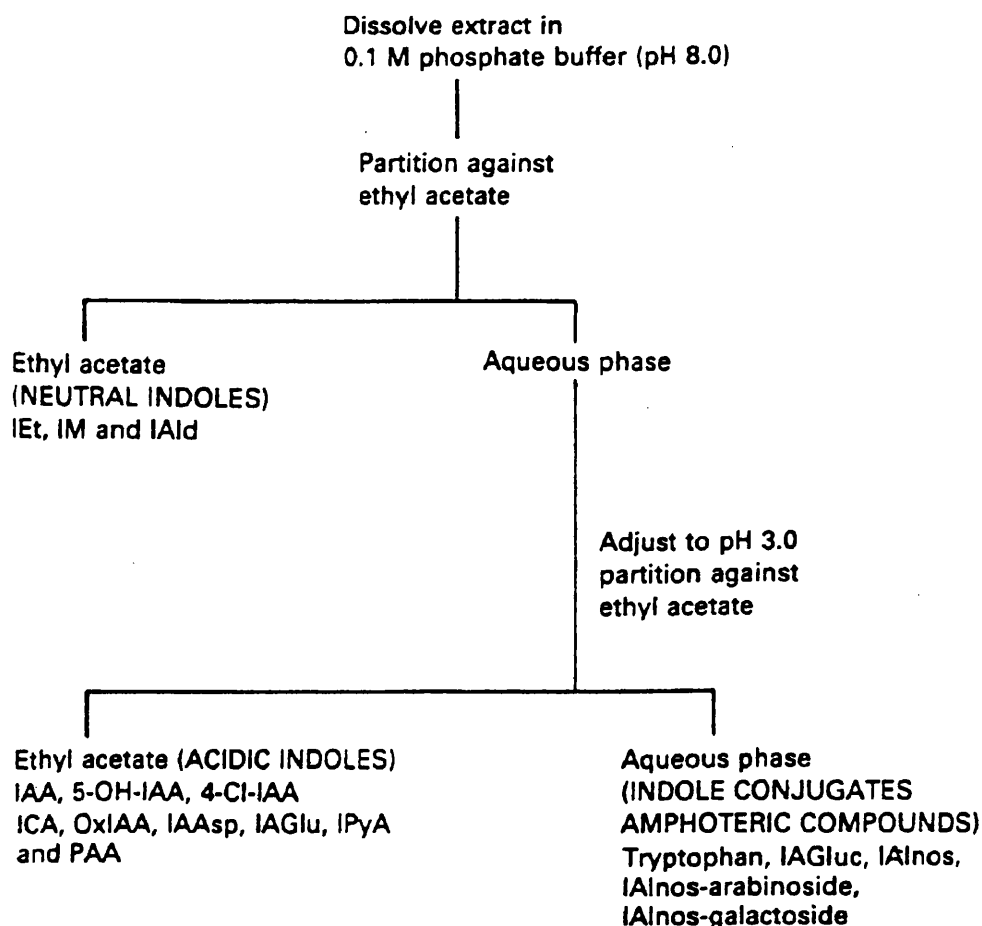 Dissolve extract in
0.1 M phosphate buffer (pH 8.0)
Partition against
ethyl acetate
Ethyl acetate
(NEUTRAL INDOLES)
IEt, IM and IAld
Aqueous phase
Adjust to pH 3.0
partition against
ethyl acetate
Ethyl acetate (ACIDIC INDOLES)
IAA, 5-OH-IAA, 4-Cl-IAA
ICA, OxIAA, IAAsp, IAGlu, IPyA
and PAA
Aqueous phase
(INDOLE CONJUGATES
AMPHOTERIC COMPOUNDS)
Tryptophan, IAGluc, IAInos,
IAInos-arabinoside,
IAInos-galactoside